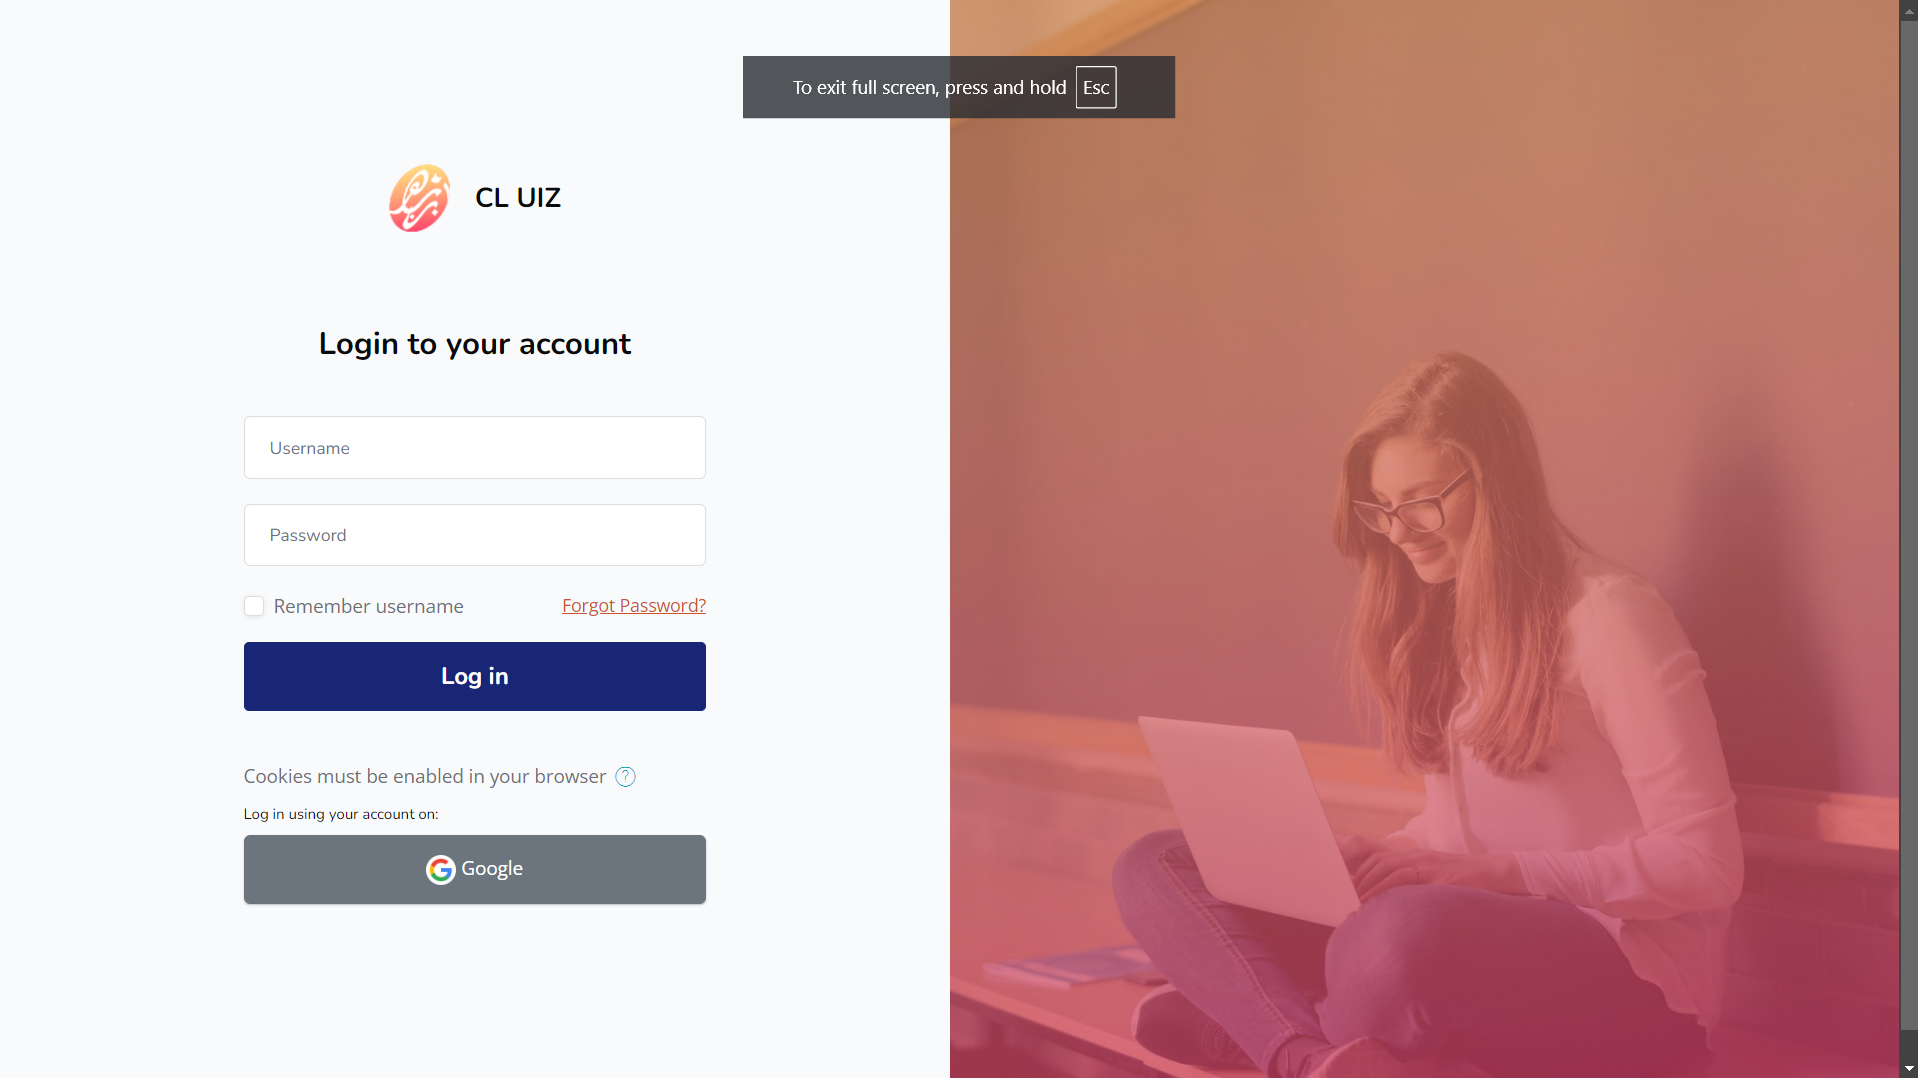 To exit full screen, press and hold Esc
CL UIZ
Login to your account
Username
Password
Remember username
Forgot Password?
Log in
Cookies must be enabled in your browser ?
Log in using your account on:
Google